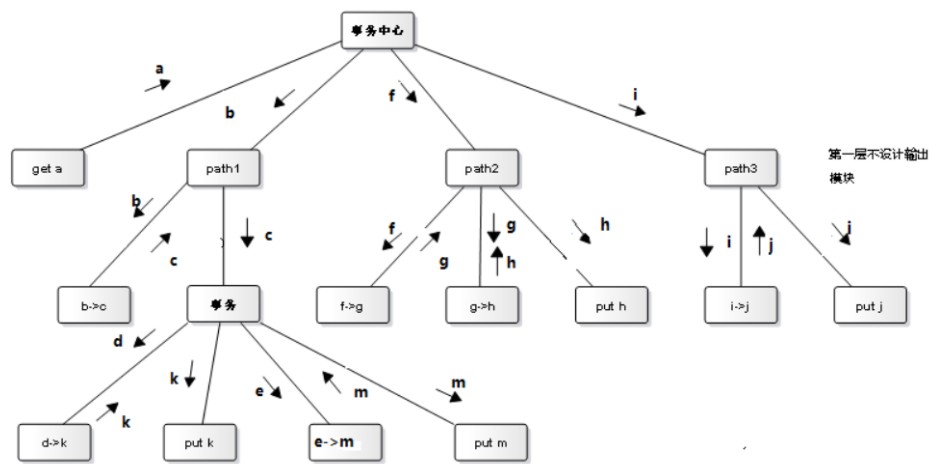 事务中心
a
b
f
i
get a
path1
path2
path3
第一层不设计输出
模块
b
c
c
f
g
g
h
h
i
j
j
b->c
事务
f->g
g->h
put h
i->j
put j
d
k
k
e
m
m
d->k
put k
e->m
put m